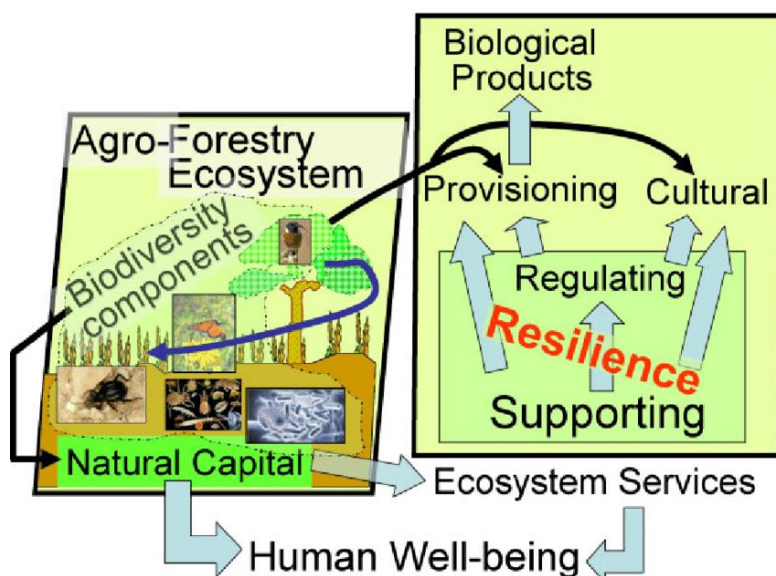 Biological
Products
Agro-Forestry
Ecosystem
Provisioning
Cultural
Biodiversity
components
Regulating
Resilience
Supporting
Natural Capital
Ecosystem Services
Human Well-being